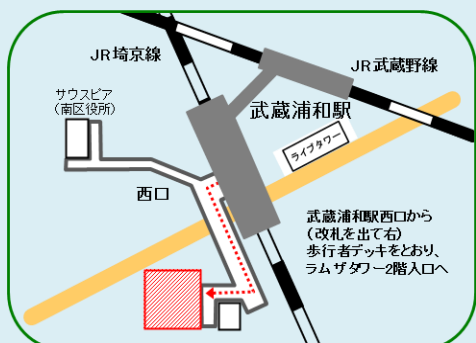 JR埼京線
JR武蔵野線
サウスピア
(南区役所)
武蔵浦和駅
ライブタワー
西口
武蔵浦和駅西口から
(改札を出て右)
歩行者デッキをとおり、
ラムザタワー2階入口へ